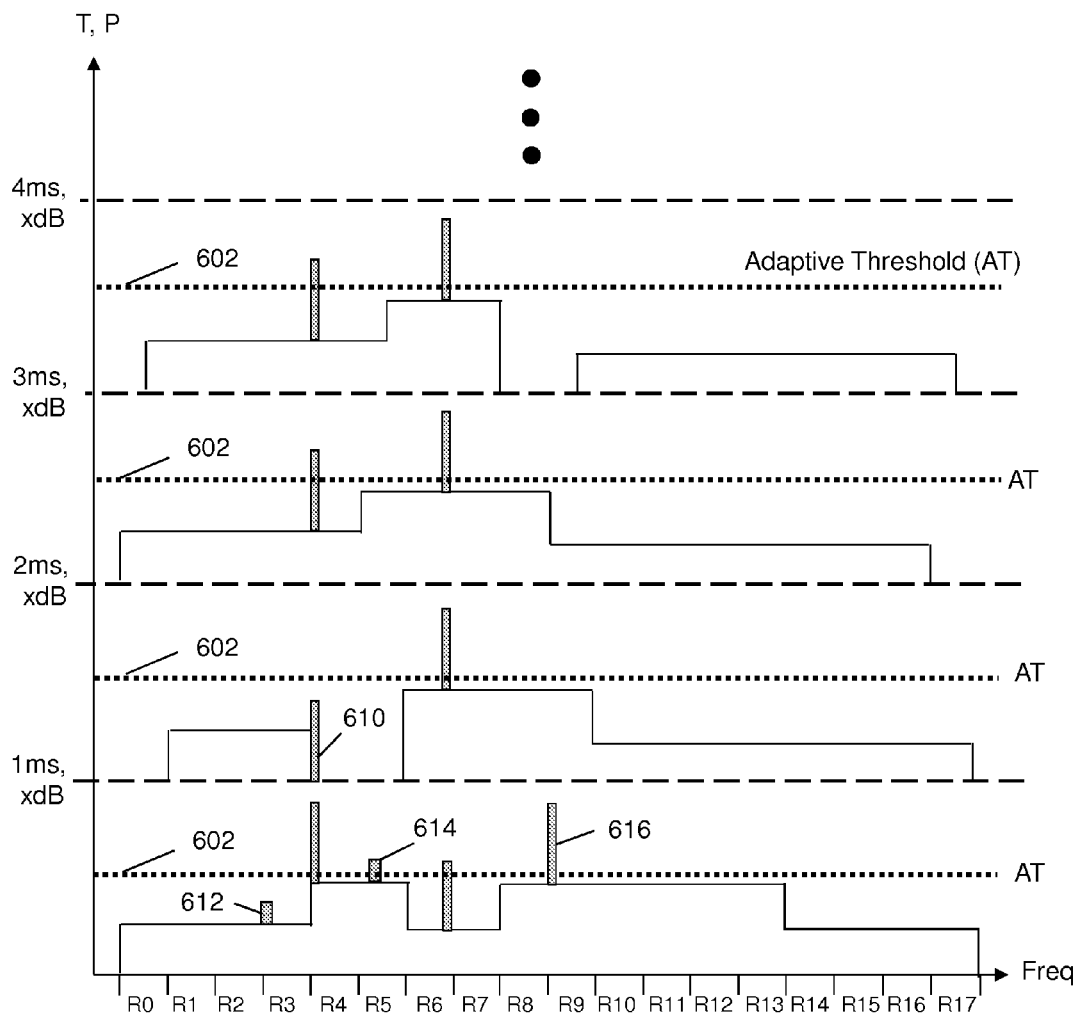 T, P
4ms,
xdB
602
Adaptive Threshold (AT)
3ms,
xdB
602
AT
2ms,
xdB
602
AT
610
1ms,
xdB
602
614
616
AT
612
Freq
R0 R1 R2 R3 R4 R5 R6 R7 R8 R9 R10 R11 R12 R13 R14 R15 R16 R17